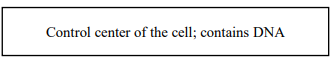 Control center of the cell; contains DNA